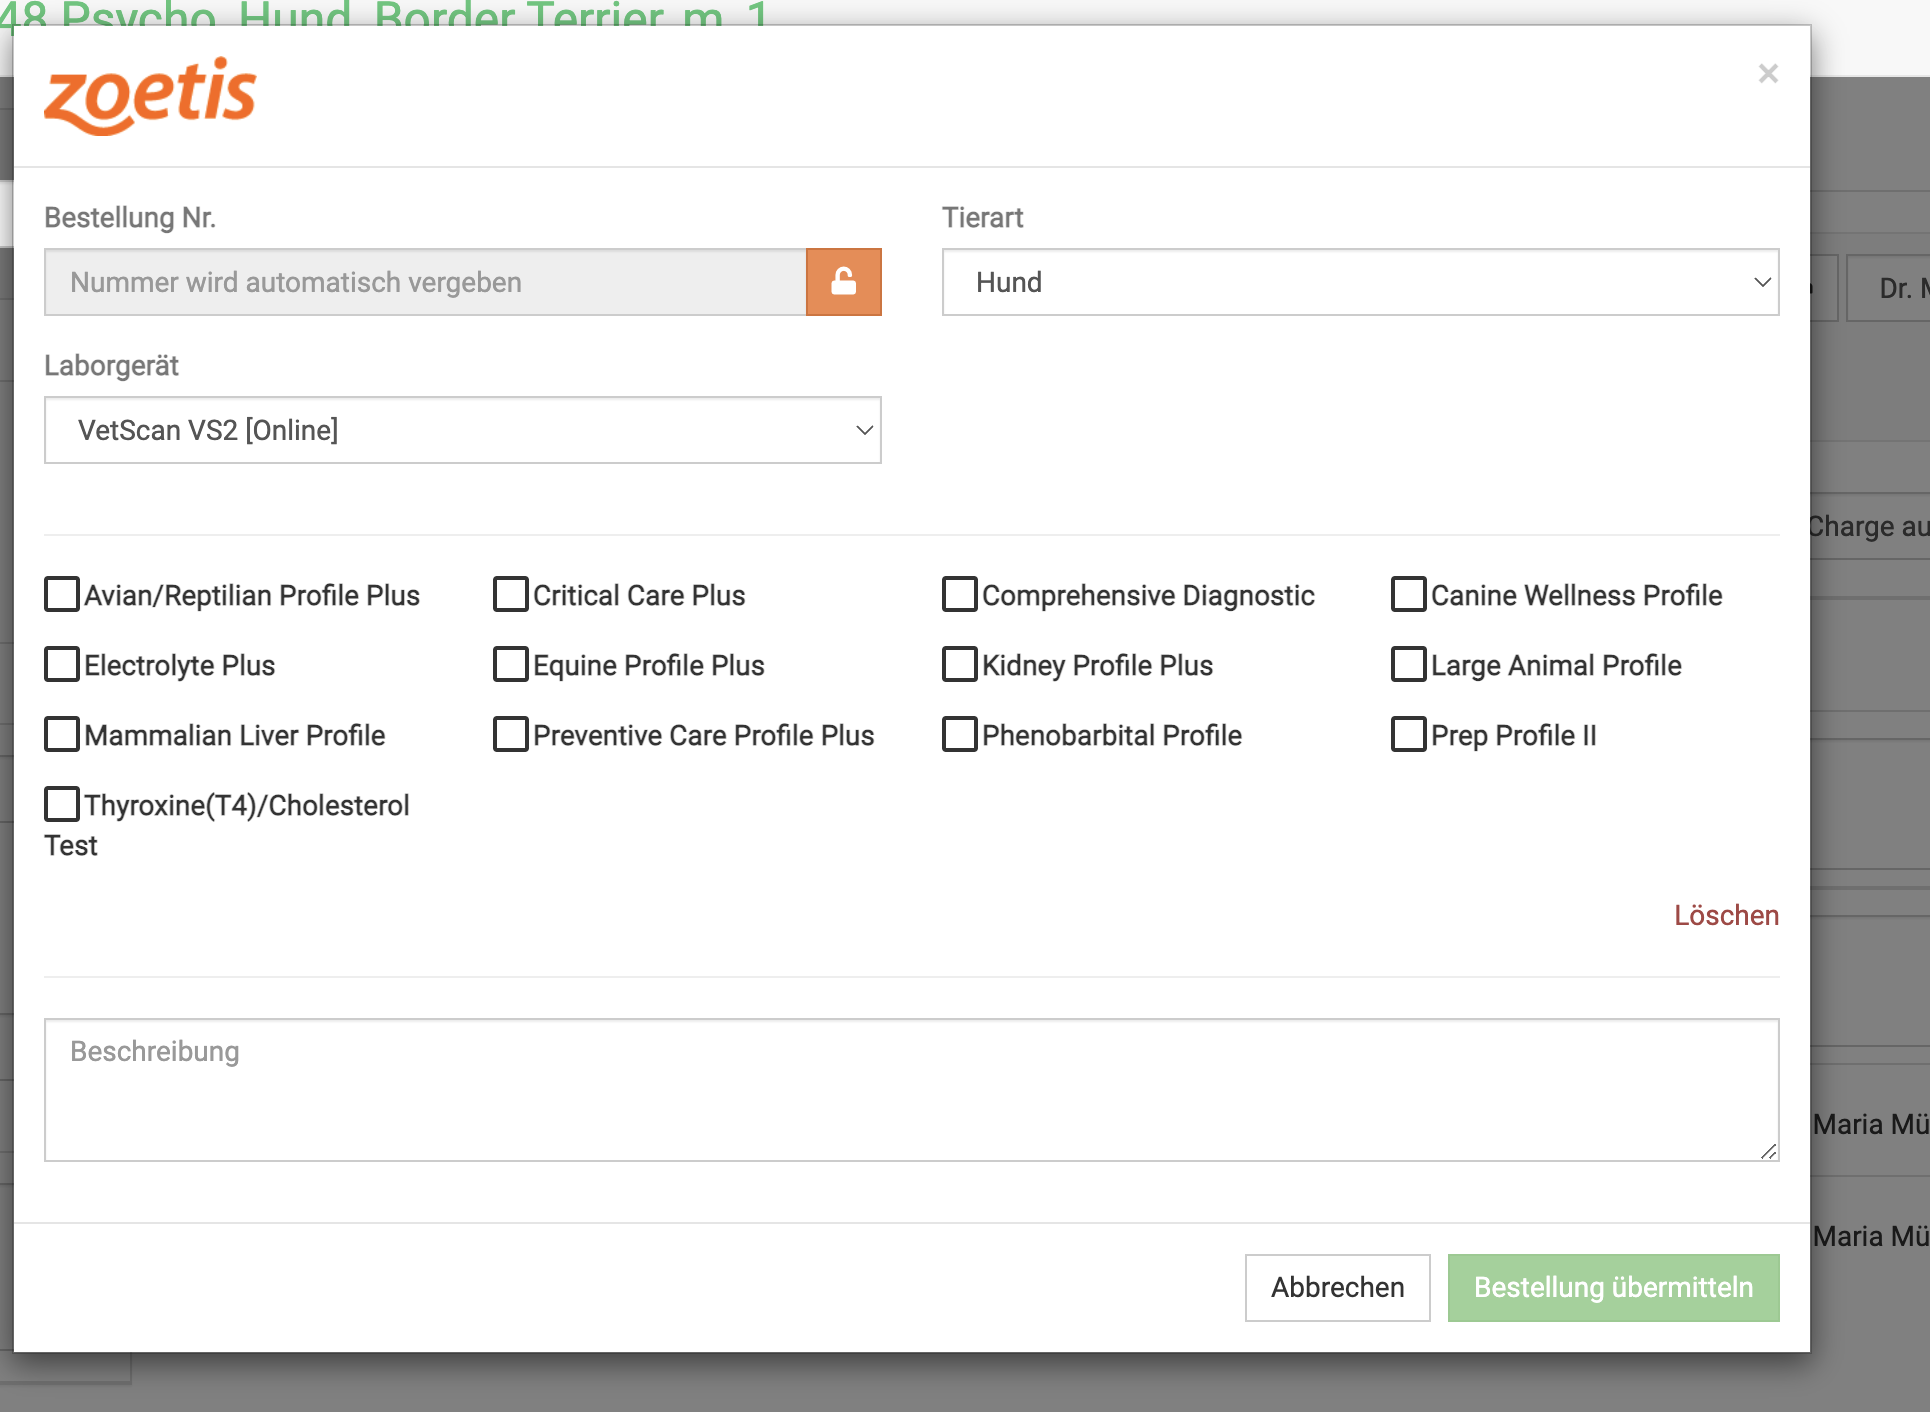 48 Psycho, Hund, Border Terrier, m, 1
zoetis
×
Bestellung Nr.
Tierart
Nummer wird automatisch vergeben
Hund
Dr. M
Laborgerät
VetScan VS2 [Online]
Charge au
Avian/Reptilian Profile Plus
Critical Care Plus
Comprehensive Diagnostic
Canine Wellness Profile
Electrolyte Plus
Equine Profile Plus
Kidney Profile Plus
Large Animal Profile
Mammalian Liver Profile
Preventive Care Profile Plus
Phenobarbital Profile
Prep Profile II
Thyroxine(T4)/Cholesterol
Test
Löschen
Beschreibung
Maria Mü
Maria Mü
Abbrechen
Bestellung übermitteln